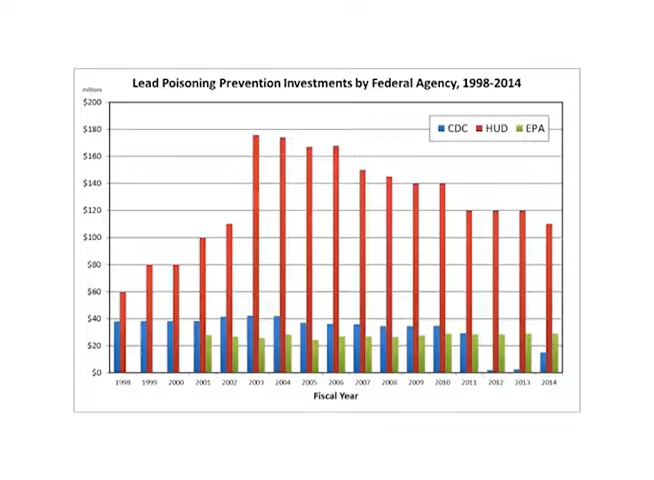 Lead Poisoning Prevention Investments by Federal Agency, 1998-2014
millions
$200
CDC HUD EPA
$180
$160
$140
$120
$100
$80
$60
$40
$20
$0
1998 1999 2000 2001 2002 2003 2004 2005 2006 2007 2008 2009 2010 2011 2012 2013 2014
Fiscal Year